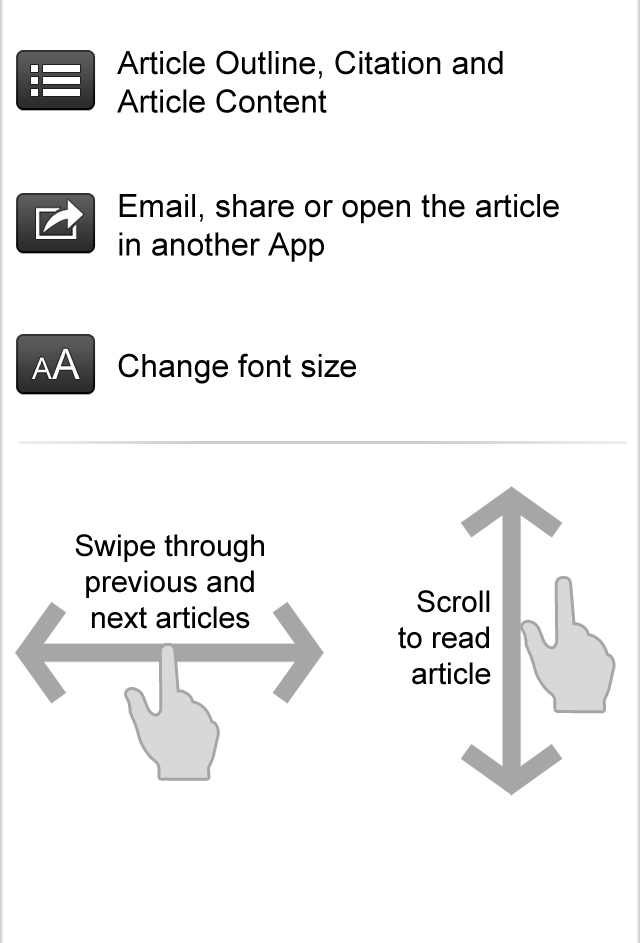 Article Outline, Citation and
Article Content
Email, share or open the article
in another App
AA
Change font size
Swipe through
previous and
next articles
Scroll
to read
article